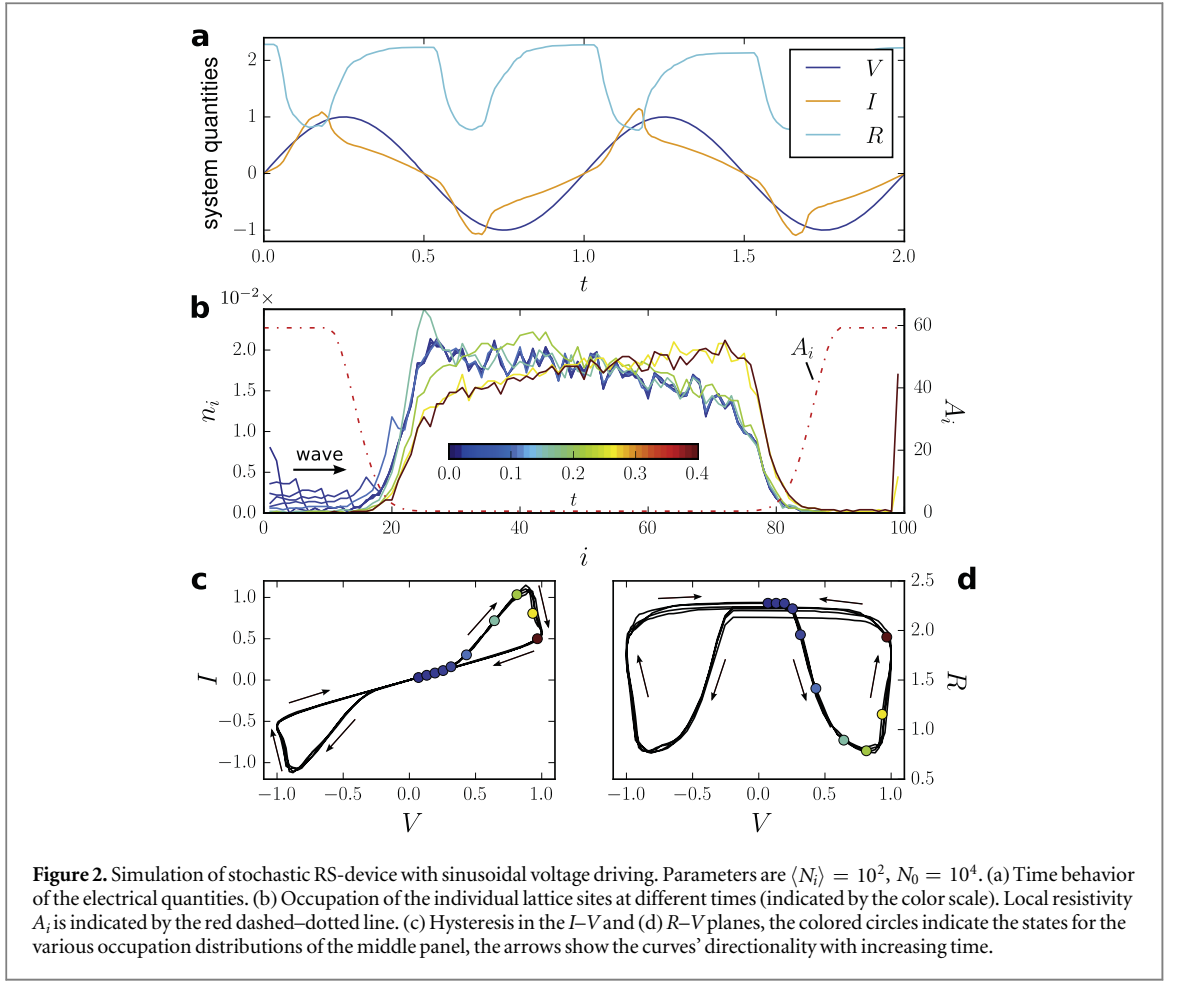 a
system quantities
2
1
0
−1
V
I
R
0.0 0.5 1.0 1.5 2.0
t
b
10⁻²×
n_i
2.0
1.5
1.0
0.5
0.0
wave
0.0 0.1 0.2 0.3 0.4
t
A_i
60
40
20
0
A_i
0 20 40 60 80 100
i
c
I
1.0
0.5
0.0
−0.5
−1.0
−1.0 −0.5 0.0 0.5 1.0
V
d
2.5
2.0
1.5
1.0
0.5
R
−1.0 −0.5 0.0 0.5 1.0
V
Figure 2. Simulation of stochastic RS-device with sinusoidal voltage driving. Parameters are ⟨N_i⟩ = 10², N₀ = 10⁴. (a) Time behavior
of the electrical quantities. (b) Occupation of the individual lattice sites at different times (indicated by the color scale). Local resistivity
A_i is indicated by the red dashed–dotted line. (c) Hysteresis in the I–V and (d) R–V planes, the colored circles indicate the states for the
various occupation distributions of the middle panel, the arrows show the curves' directionality with increasing time.